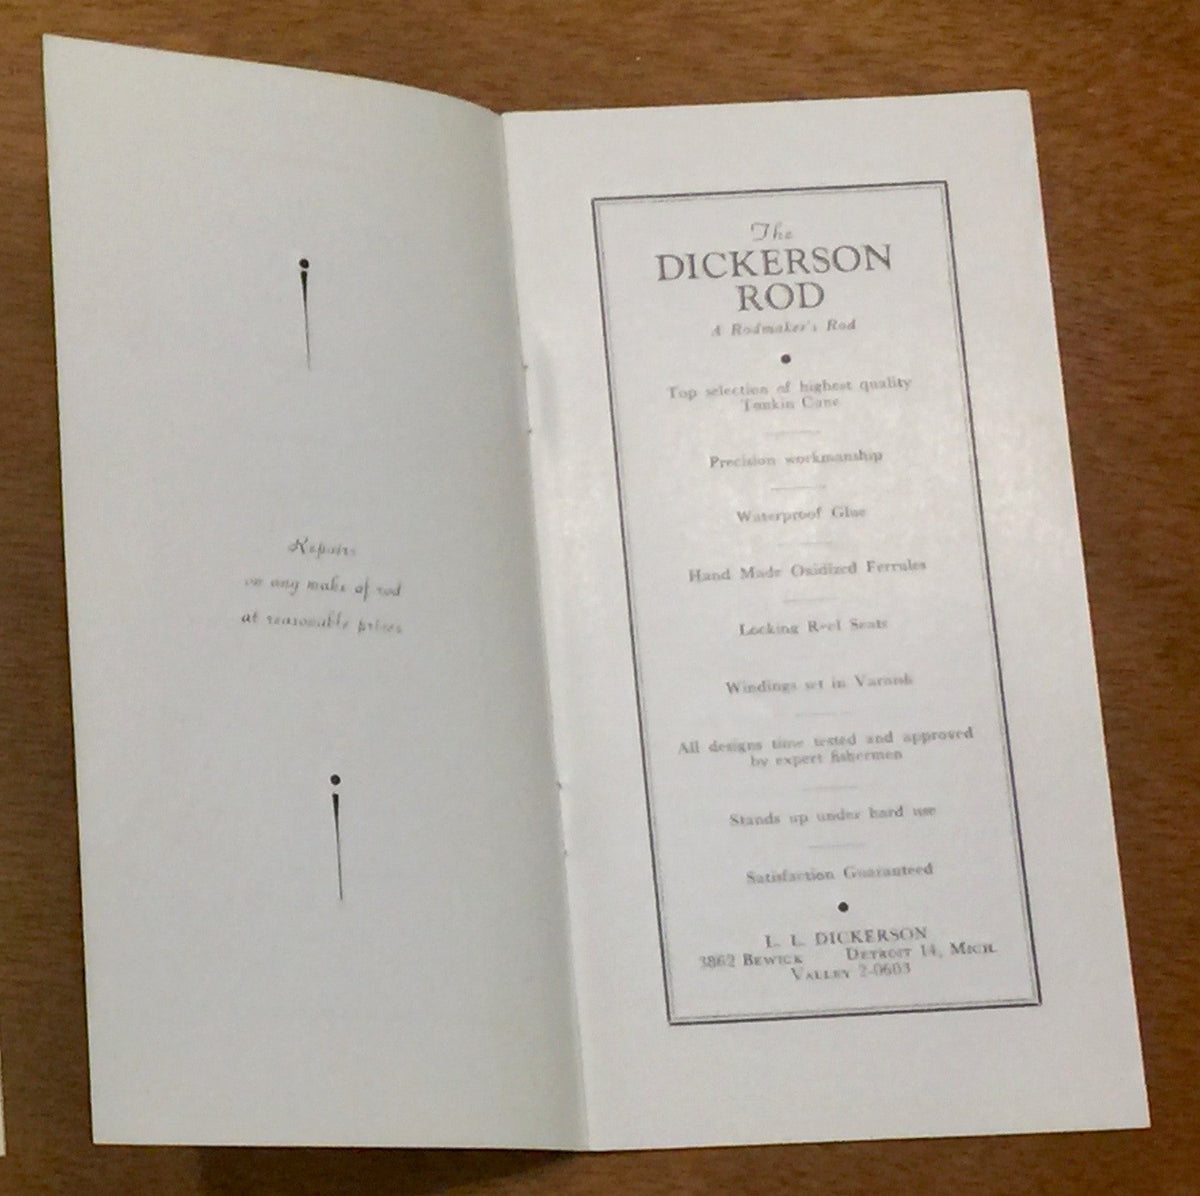 Repairs
on any make of rod
at reasonable prices
The
DICKERSON
ROD
A Rodmaker's Rod
Top selection of highest quality
Tonkin Cane
Precision workmanship
Waterproof Glue
Hand Made Oxidized Ferrules
Locking Reel Seats
Windings set in Varnish
All designs time tested and approved
by expert fishermen
Stands up under hard use
Satisfaction Guaranteed
L. L. DICKERSON
3862 BEWICK DETROIT 14, MICH.
VALLEY 2-0603